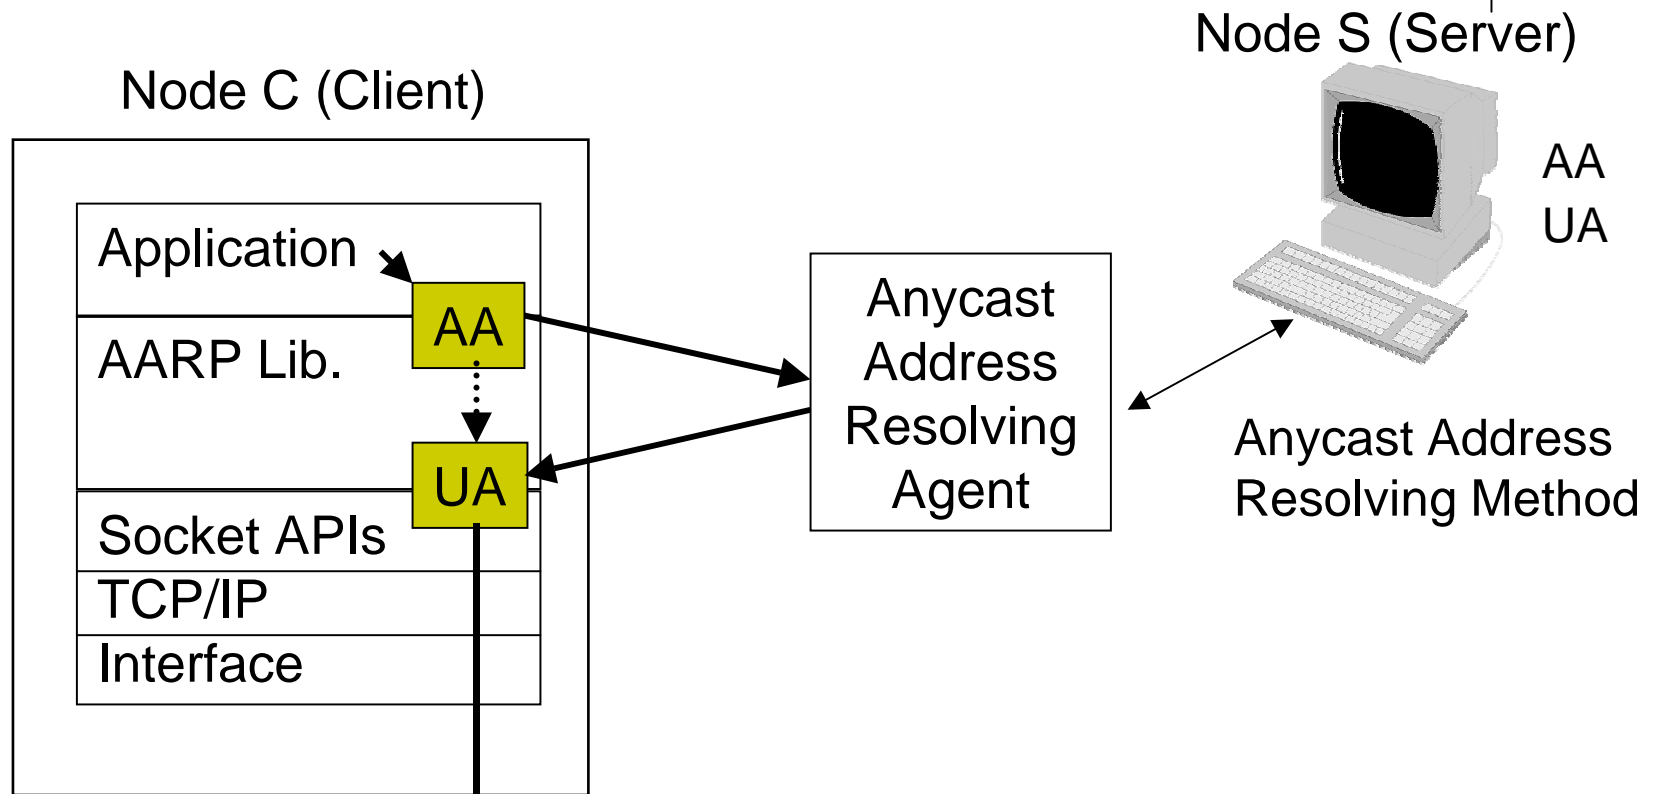 Node S (Server)
Node C (Client)
AA
UA
Application
AA
AARP Lib.
UA
Socket APIs
TCP/IP
Interface
Anycast
Address
Resolving
Agent
Anycast Address
Resolving Method